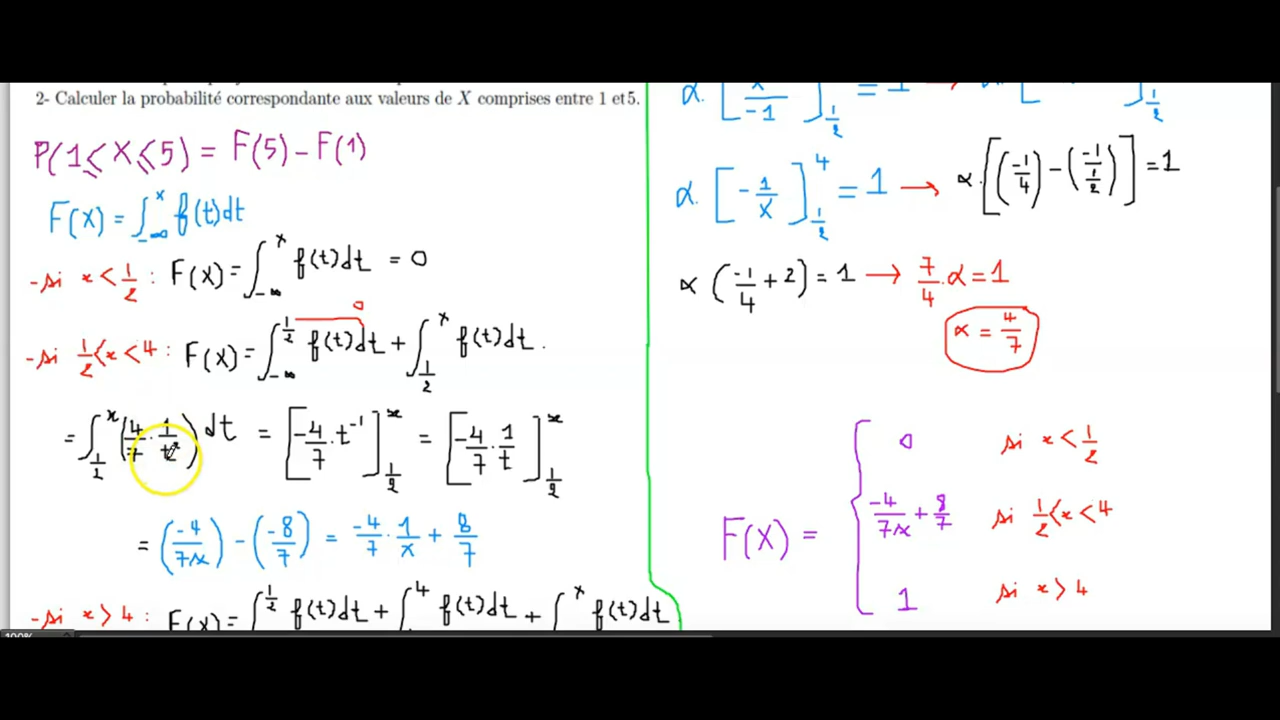 2- Calculer la probabilité correspondante aux valeurs de X comprises entre 1 et 5.
P(1 ⩽ X ⩽ 5) = F(5) - F(1)
F(X) = ∫_{-∞}^{x} f(t)dt
- si x < 1/2 : F(X) = ∫_{-∞}^{x} f(t)dt = 0
0
- si 1/2 < x < 4 : F(X) = ∫_{-∞}^{1/2} f(t)dt + ∫_{1/2}^{x} f(t)dt.
= ∫_{1/2}^{x} (4/7 · 1/t²) dt = [-4/7 · t⁻¹]_{1/2}^{x} = [-4/7 · 1/t]_{1/2}^{x}
= (-4/7x) - (-8/7) = -4/7 · 1/x + 8/7
- si x > 4 : F(X) = ∫^{1/2} f(t)dt + ∫^{4} f(t)dt + ∫^{x} f(t)dt
α. [-1/x]_{1/2}^{4} = 1 → α. [(-1/4) - (-1/(1/2))] = 1
α (-1/4 + 2) = 1 → 7/4 · α = 1
α = 4/7
F(X) =
0 si x < 1/2
-4/7x + 8/7 si 1/2 < x < 4
1 si x > 4
100%